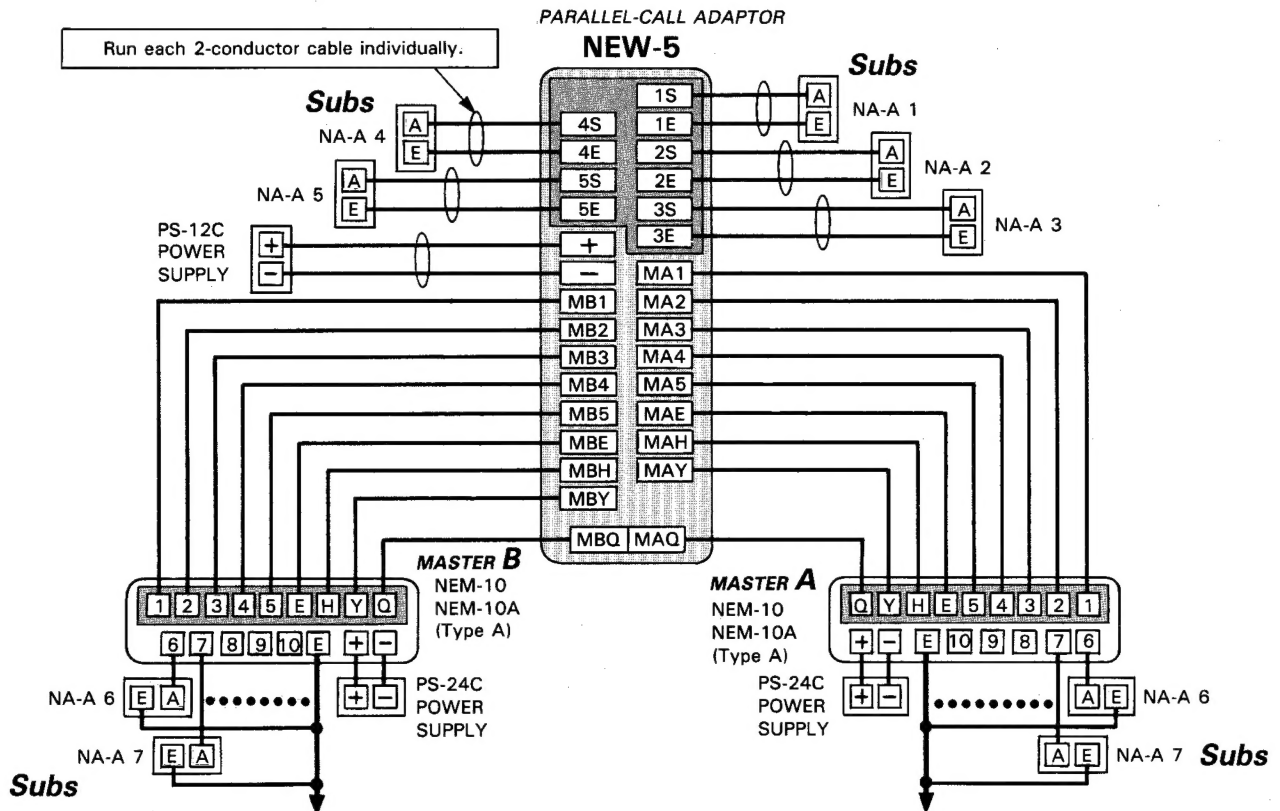 PARALLEL-CALL ADAPTOR
NEW-5
Run each 2-conductor cable individually.
Subs
NA-A 4
A
E
NA-A 5
A
E
PS-12C
POWER
SUPPLY
+
−
4S
4E
5S
5E
+
−
MB1
MB2
MB3
MB4
MB5
MBE
MBH
MBY
MBQ
1S
1E
2S
2E
3S
3E
MA1
MA2
MA3
MA4
MA5
MAE
MAH
MAY
MAQ
Subs
A
E
NA-A 1
A
E
NA-A 2
A
E
NA-A 3
MASTER B
NEM-10
NEM-10A
(Type A)
1 2 3 4 5 E H Y Q
6 7 8 9 10 E + −
NA-A 6
E A
+ −
PS-24C
POWER
SUPPLY
NA-A 7
E A
Subs
MASTER A
NEM-10
NEM-10A
(Type A)
Q Y H E 5 4 3 2 1
+ − E 10 9 8 7 6
PS-24C
POWER
SUPPLY
+ −
A E
NA-A 6
A E
NA-A 7
Subs